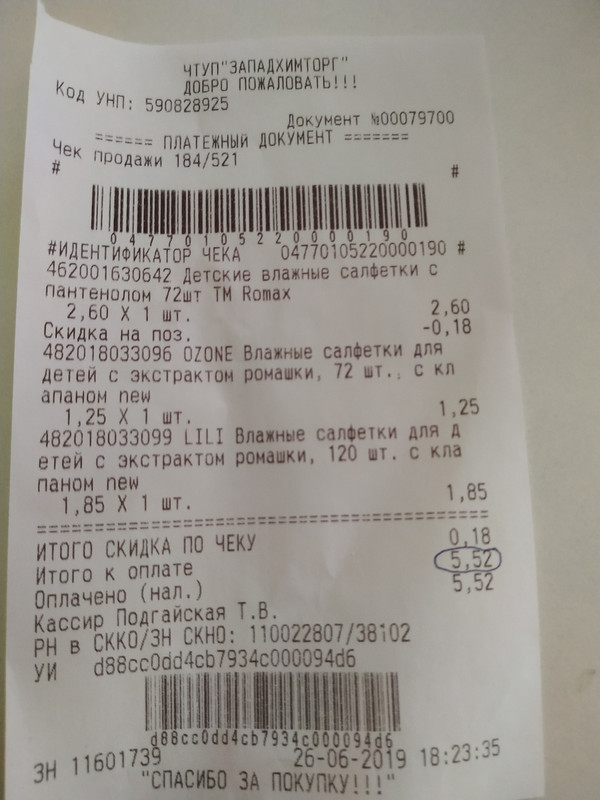 ЧТУП"ЗАПАДХИМТОРГ"
ДОБРО ПОЖАЛОВАТЬ!!!
Код УНП: 590828925
Документ №00079700
====== ПЛАТЕЖНЫЙ ДОКУМЕНТ =======
Чек продажи 184/521
# #
04770105220000190
#ИДЕНТИФИКАТОР ЧЕКА 04770105220000190 #
462001630642 Детские влажные салфетки с
пантенолом 72шт ТМ Romax
2,60 X 1 шт. 2,60
Скидка на поз. -0,18
482018033096 OZONE Влажные салфетки для
детей с экстрактом ромашки, 72 шт., с кл
апаном new
1,25 X 1 шт. 1,25
482018033099 LILI Влажные салфетки для д
етей с экстрактом ромашки, 120 шт. с кла
паном new
1,85 X 1 шт. 1,85
========================================
ИТОГО СКИДКА ПО ЧЕКУ 0,18
Итого к оплате 5,52
Оплачено (нал.) 5,52
Кассир Подгайская Т.В.
РН в СККО/ЗН СКНО: 110022807/38102
УИ d88cc0dd4cb7934c000094d6
d88cc0dd4cb7934c000094d6
ЗН 11601739 26-06-2019 18:23:35
"СПАСИБО ЗА ПОКУПКУ!!!"